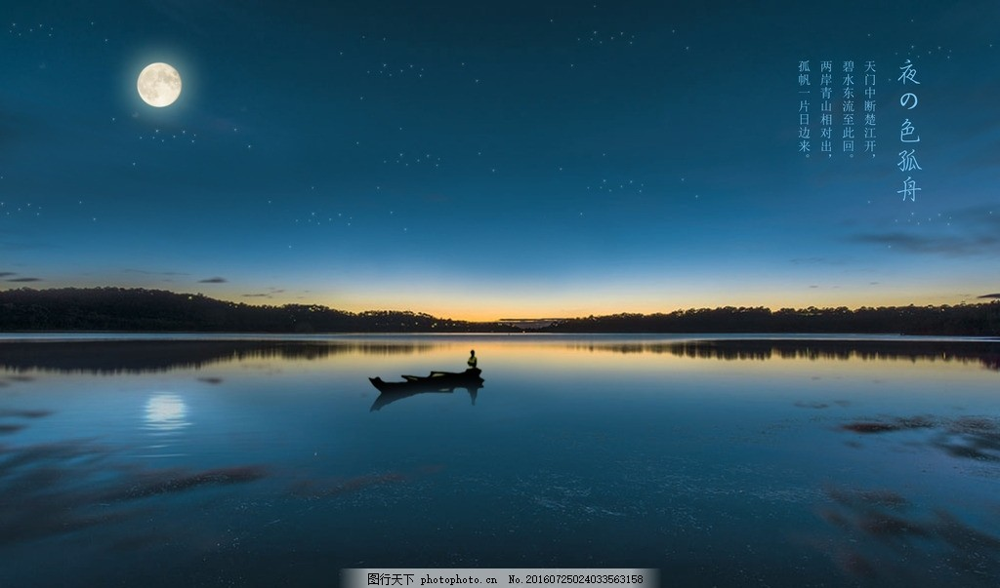 夜の色孤舟
天门中断楚江开，
碧水东流至此回。
两岸青山相对出，
孤帆一片日边来。
图行天下 photophoto.cn No.20160725024033563158